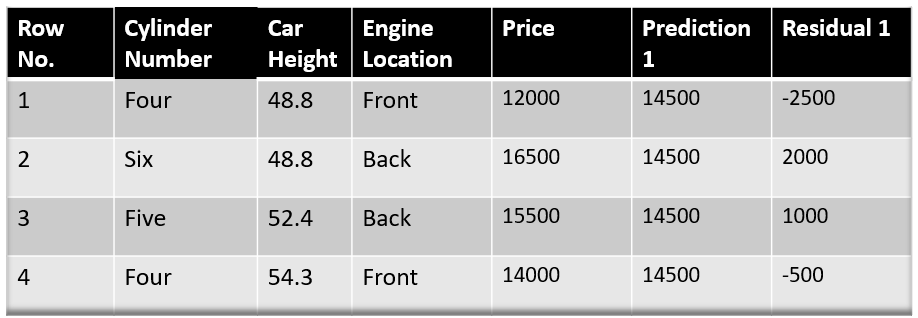 Row No. Cylinder Number Car Height Engine Location Price Prediction 1 Residual 1
1 Four 48.8 Front 12000 14500 -2500
2 Six 48.8 Back 16500 14500 2000
3 Five 52.4 Back 15500 14500 1000
4 Four 54.3 Front 14000 14500 -500